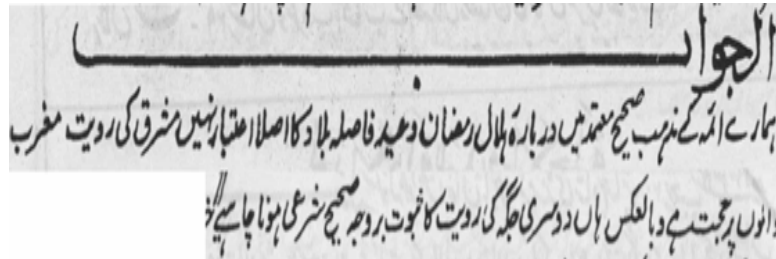 الجواب
ہمارے ائمہ کے مذہب صحیح معتمد میں دربارۂ ہلال رمضان وعید فاصلہ بلاد کا اصلا اعتبار نہیں مشرق کی رویت مغرب
والوں پر حجت ہے وبالعکس ہاں دوسری جگہ کی رویت کا ثبوت بروجہ صحیح شرعی ہونا چاہیے